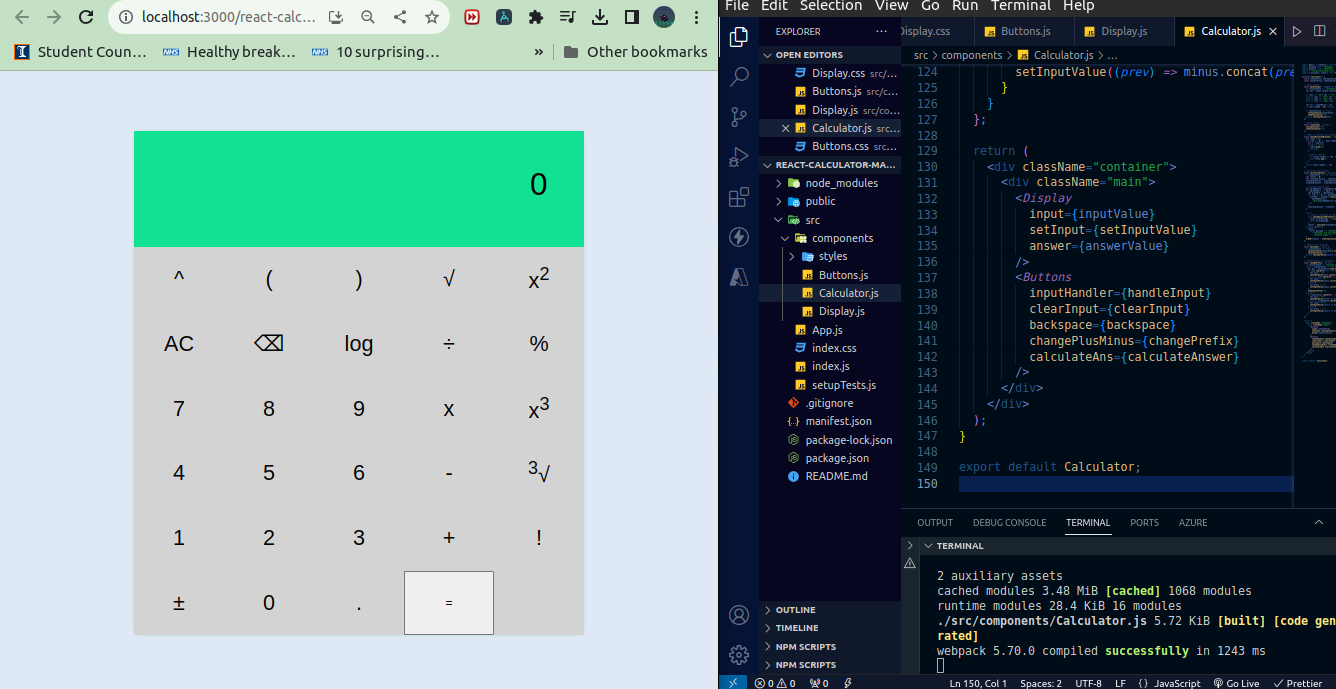 localhost:3000/react-calc...
Student Coun...
NHS Healthy break...
NHS 10 surprising...
»
Other bookmarks
0
^ ( ) √ x2
AC ⌫ log ÷ %
7 8 9 x x3
4 5 6 - 3√
1 2 3 + !
± 0 . =
File Edit Selection View Go Run Terminal Help
EXPLORER
OPEN EDITORS
Display.css src/...
Buttons.js src/c...
Display.js src/co...
Calculator.js src...
Buttons.css src...
REACT-CALCULATOR-MA...
node_modules
public
src
components
styles
Buttons.js
Calculator.js
Display.js
App.js
index.css
index.js
setupTests.js
.gitignore
manifest.json
package-lock.json
package.json
README.md
OUTLINE
TIMELINE
NPM SCRIPTS
NPM SCRIPTS
Display.css Buttons.js Display.js Calculator.js
src > components > Calculator.js > ...
124 setInputValue((prev) => minus.concat(pre
125 }
126 }
127 };
128
129 return (
130 <div className="container">
131 <div className="main">
132 <Display
133 input={inputValue}
134 setInput={setInputValue}
135 answer={answerValue}
136 />
137 <Buttons
138 inputHandler={handleInput}
139 clearInput={clearInput}
140 backspace={backspace}
141 changePlusMinus={changePrefix}
142 calculateAns={calculateAnswer}
143 />
144 </div>
145 </div>
146 );
147 }
148
149 export default Calculator;
150
OUTPUT DEBUG CONSOLE TERMINAL PORTS AZURE
TERMINAL
2 auxiliary assets
cached modules 3.48 MiB [cached] 1068 modules
runtime modules 28.4 KiB 16 modules
./src/components/Calculator.js 5.72 KiB [built] [code gen
rated]
webpack 5.70.0 compiled successfully in 1243 ms
0 0 0 Ln 150, Col 1 Spaces: 2 UTF-8 LF {} JavaScript Go Live Prettier